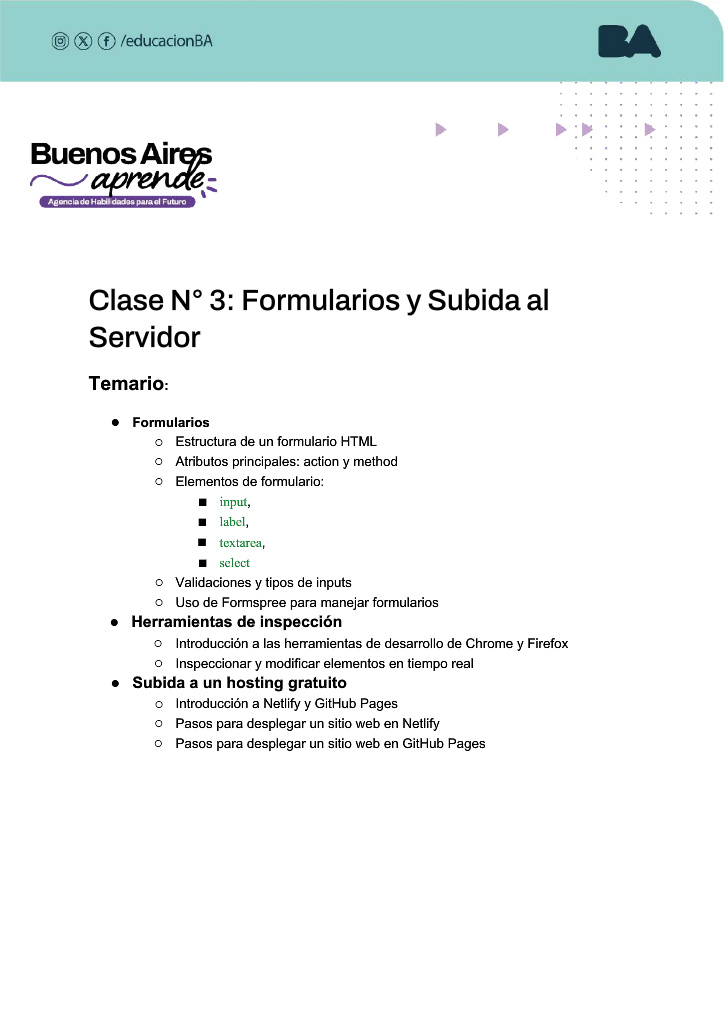 /educacionBA
BA
Buenos Aires
aprende
Agencia de Habilidades para el Futuro
Clase N° 3: Formularios y Subida al
Servidor
Temario:
● Formularios
○ Estructura de un formulario HTML
○ Atributos principales: action y method
○ Elementos de formulario:
■ input,
■ label,
■ textarea,
■ select
○ Validaciones y tipos de inputs
○ Uso de Formspree para manejar formularios
● Herramientas de inspección
○ Introducción a las herramientas de desarrollo de Chrome y Firefox
○ Inspeccionar y modificar elementos en tiempo real
● Subida a un hosting gratuito
○ Introducción a Netlify y GitHub Pages
○ Pasos para desplegar un sitio web en Netlify
○ Pasos para desplegar un sitio web en GitHub Pages